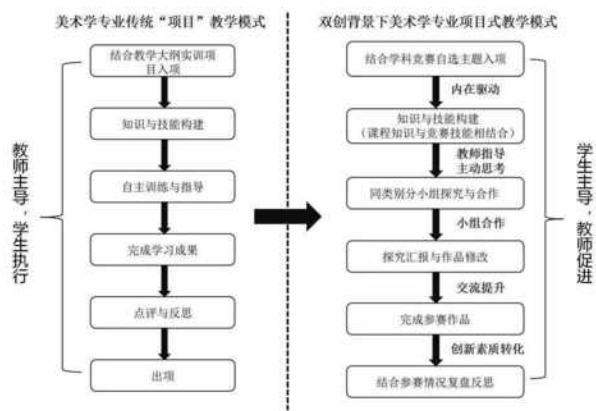 美术学专业传统“项目”教学模式
结合教学大纲实训项
目入项
知识与技能构建
自主训练与指导
完成学习成果
点评与反思
出项
教师主导，学生执行
双创背景下美术学专业项目式教学模式
结合学科竞赛自选主题入项
内在驱动
知识与技能构建
（课程知识与竞赛技能相结合）
教师指导
主动思考
同类别分小组探究与合作
小组合作
探究汇报与作品修改
交流提升
完成参赛作品
创新素质转化
结合参赛情况复盘反思
学生主导，教师促进